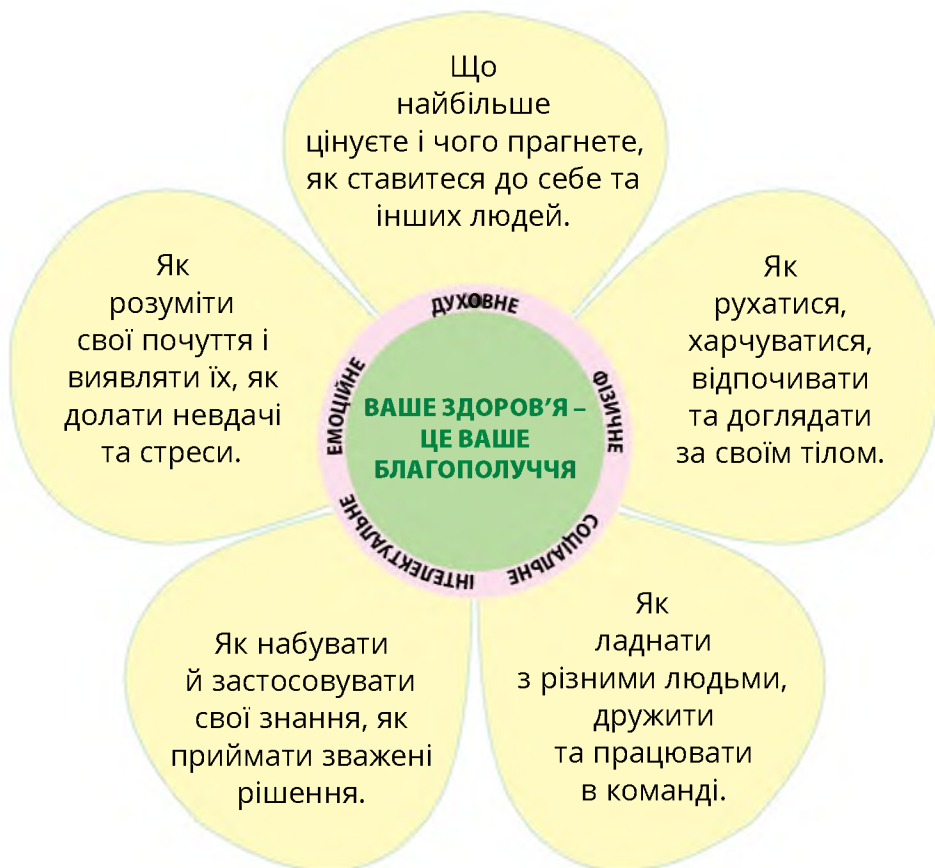 Що
найбільше
цінуєте і чого прагнете,
як ставитеся до себе та
інших людей.
Як
розуміти
свої почуття і
виявляти їх, як
долати невдачі
та стреси.
Як
рухатися,
харчуватися,
відпочивати
та доглядати
за своїм тілом.
ДУХОВНЕ
ЕМОЦІЙНЕ
ФІЗИЧНЕ
ВАШЕ ЗДОРОВ’Я –
ЦЕ ВАШЕ
БЛАГОПОЛУЧЧЯ
ІНТЕЛЕКТУАЛЬНЕ
СОЦІАЛЬНЕ
Як набувати
й застосовувати
свої знання, як
приймати зважені
рішення.
Як
ладнати
з різними людьми,
дружити
та працювати
в команді.